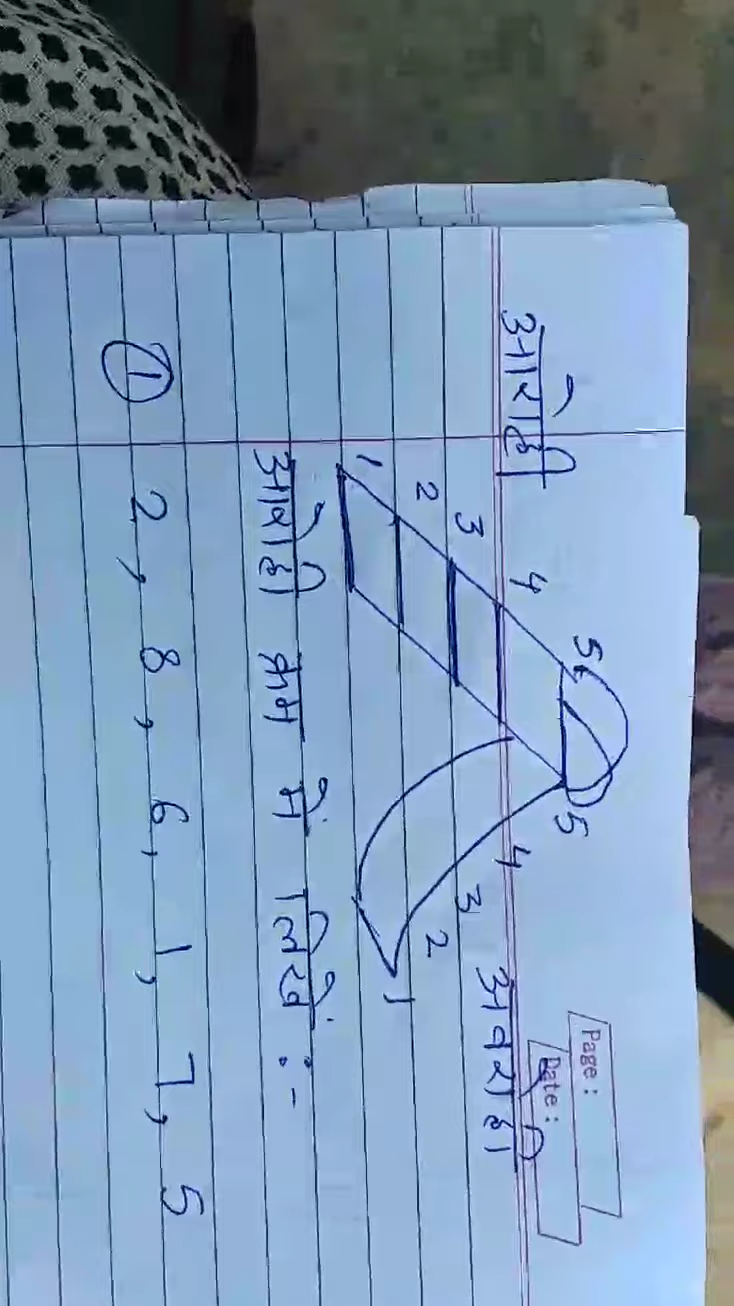 Page :
Date :
आरोही
अवरोही
5 5
4 4
3 3
2 2
1 1
आरोही क्रम में लिखें :-
① 2, 8, 6, 1, 7, 5